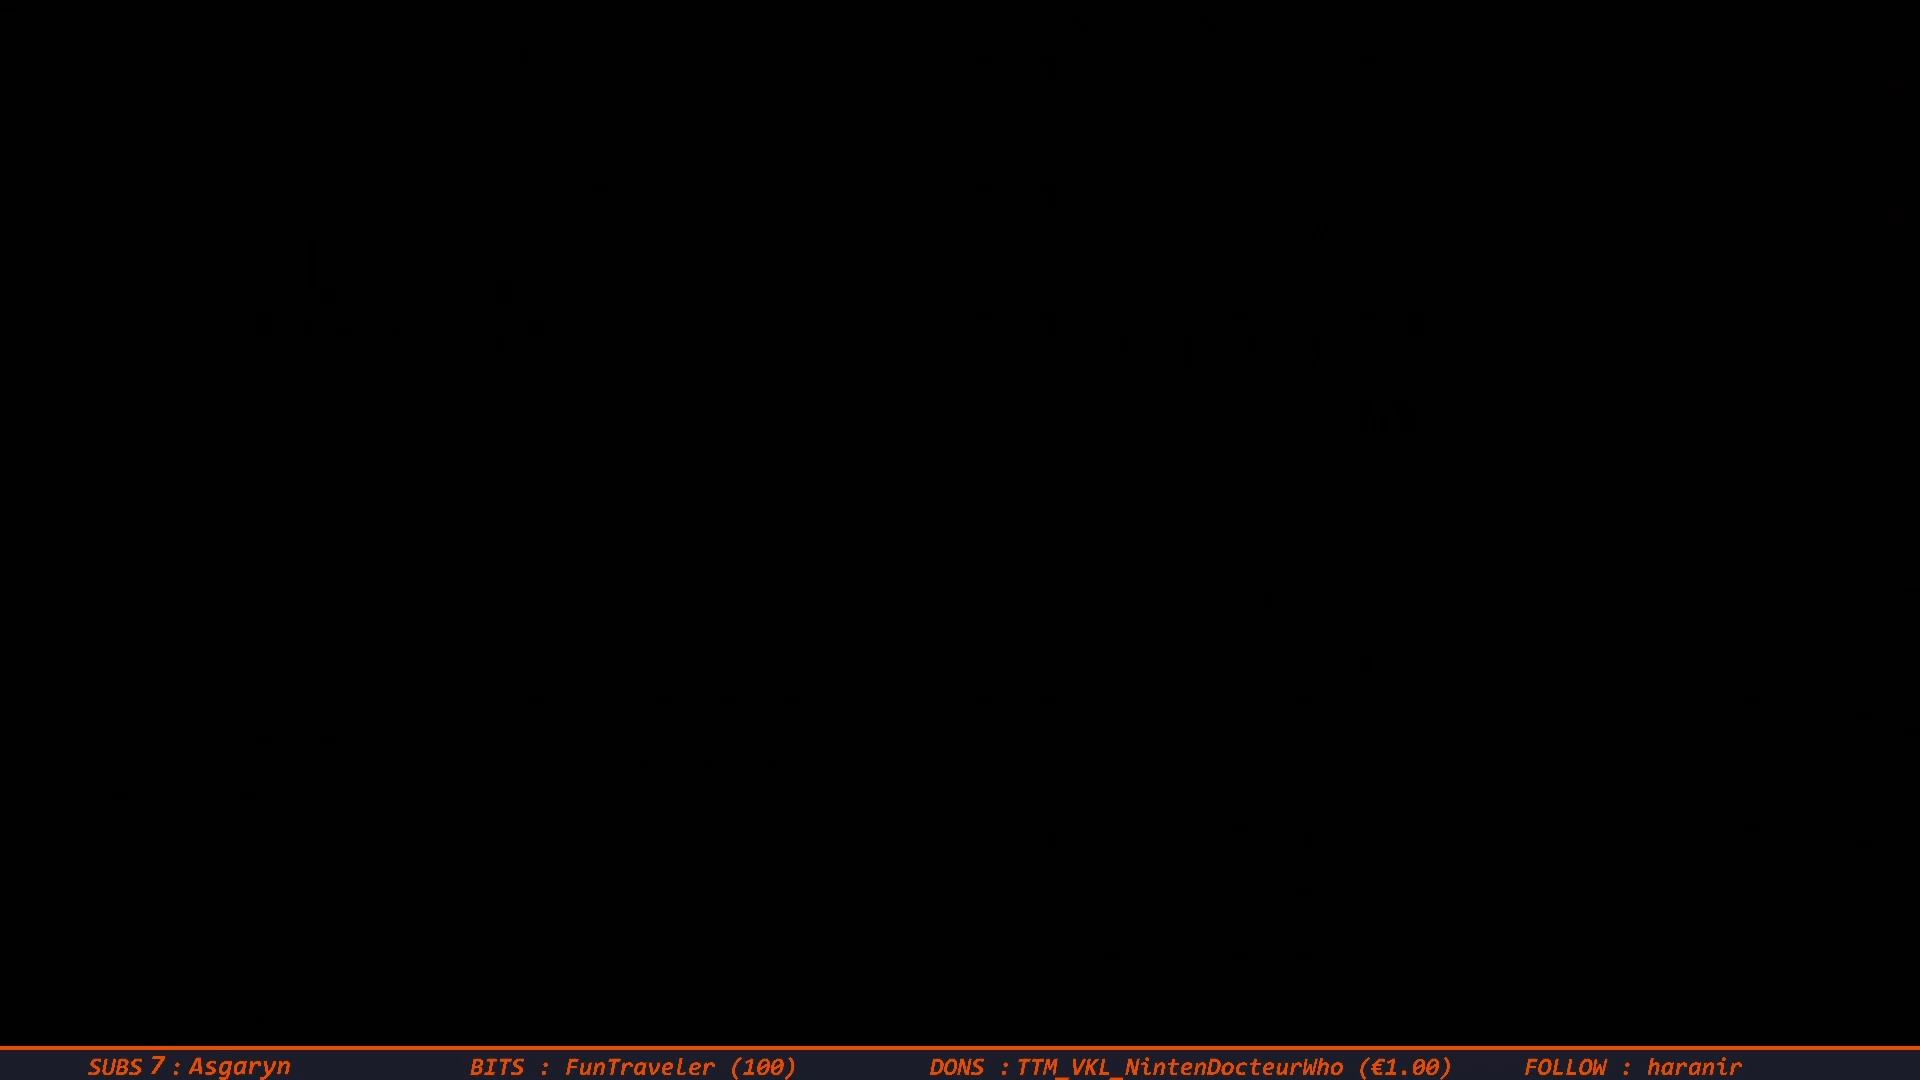 SUBS 7 : Asgaryn BITS : FunTraveler (100) DONS : TTM_VKL_NintenDocteurWho (€1.00) FOLLOW : haranir